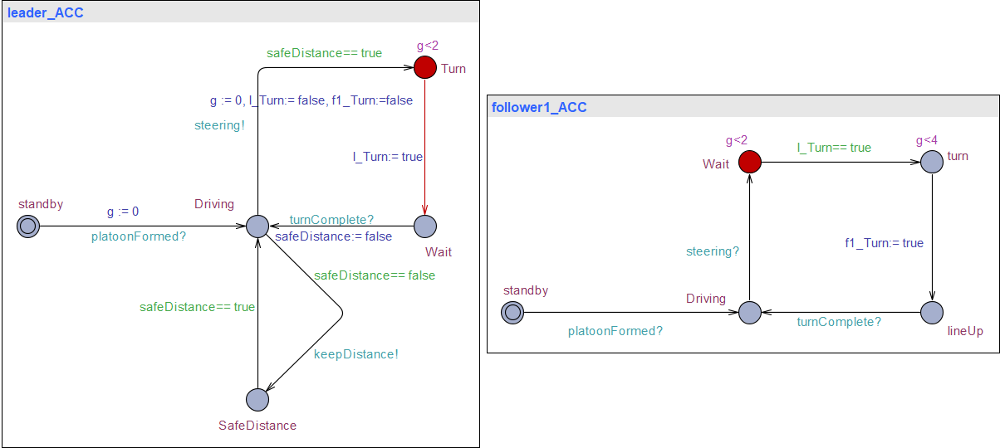 leader_ACC
g<2
safeDistance== true
Turn
g := 0, l_Turn:= false, f1_Turn:=false
steering!
l_Turn:= true
standby
g := 0
Driving
platoonFormed?
turnComplete?
safeDistance:= false
Wait
safeDistance== false
safeDistance== true
keepDistance!
SafeDistance
follower1_ACC
g<2
g<4
Wait
l_Turn== true
turn
steering?
f1_Turn:= true
standby
Driving
platoonFormed?
turnComplete?
lineUp